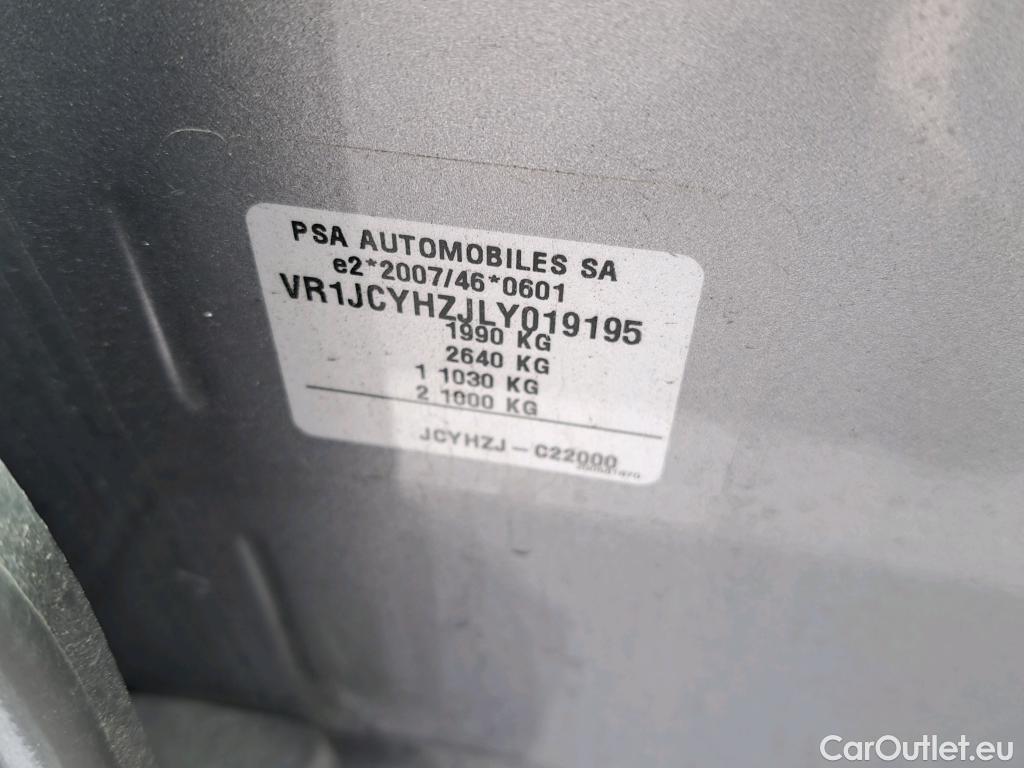 PSA AUTOMOBILES SA
e2*2007/46*0601
VR1JCYHZJLY019195
1990 KG
2640 KG
1 1030 KG
2 1000 KG
JCYHZJ - C22000
CarOutlet.eu